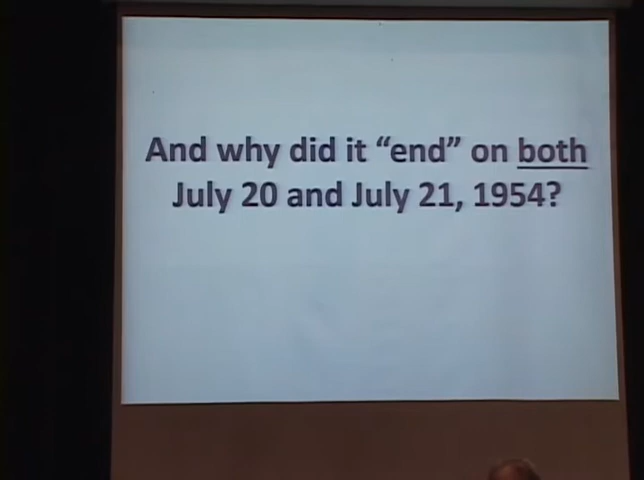 And why did it “end” on both
July 20 and July 21, 1954?